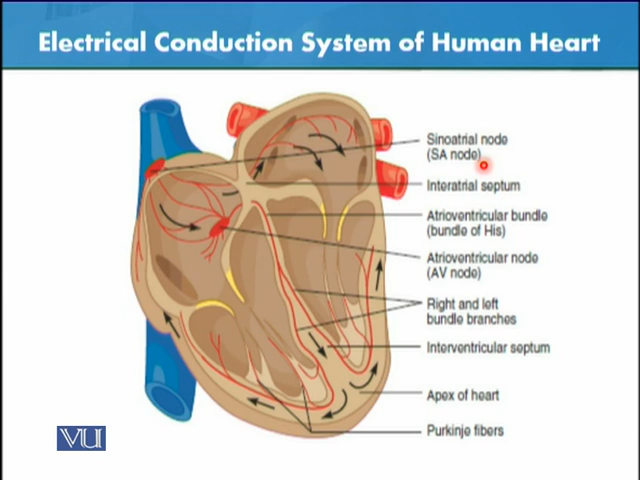 Electrical Conduction System of Human Heart
Sinoatrial node
(SA node)
Interatrial septum
Atrioventricular bundle
(bundle of His)
Atrioventricular node
(AV node)
Right and left
bundle branches
Interventricular septum
Apex of heart
Purkinje fibers
VU